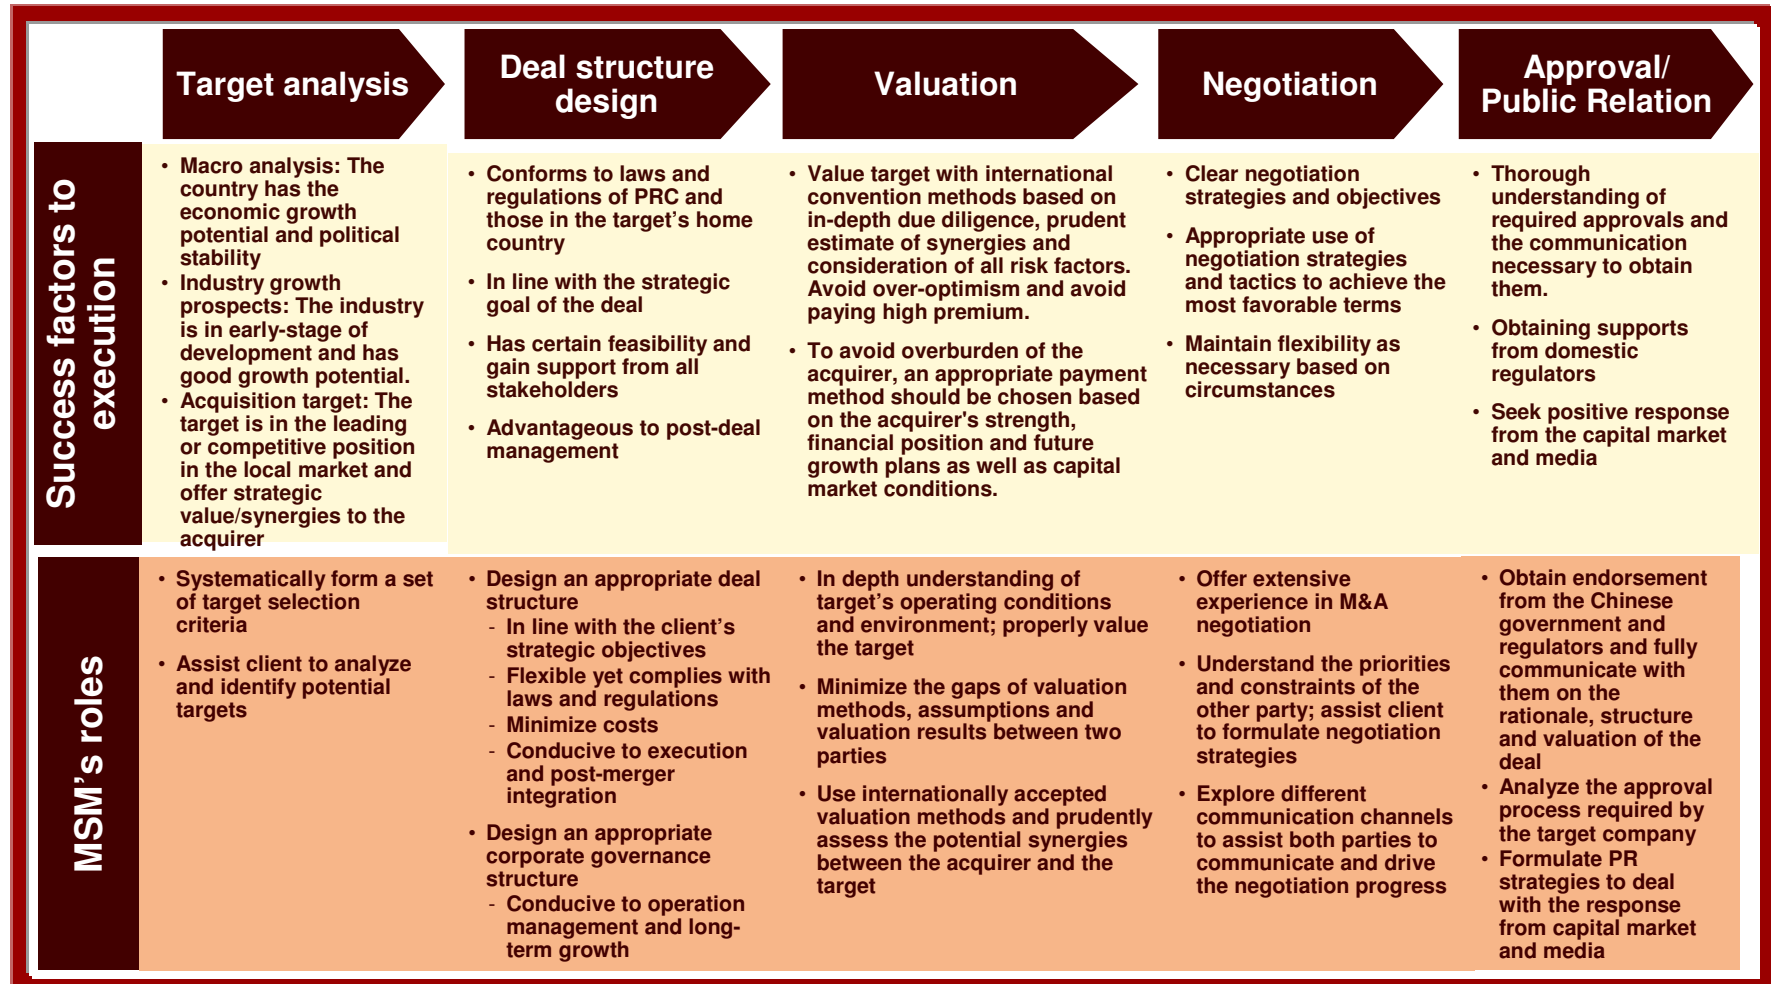 Target analysis
Deal structure
design
Valuation
Negotiation
Approval/
Public Relation
Success factors to
execution
• Macro analysis: The
country has the
economic growth
potential and political
stability
• Industry growth
prospects: The industry
is in early-stage of
development and has
good growth potential.
• Acquisition target: The
target is in the leading
or competitive position
in the local market and
offer strategic
value/synergies to the
acquirer
• Conforms to laws and
regulations of PRC and
those in the target’s home
country
• In line with the strategic
goal of the deal
• Has certain feasibility and
gain support from all
stakeholders
• Advantageous to post-deal
management
• Value target with international
convention methods based on
in-depth due diligence, prudent
estimate of synergies and
consideration of all risk factors.
Avoid over-optimism and avoid
paying high premium.
• To avoid overburden of the
acquirer, an appropriate payment
method should be chosen based
on the acquirer's strength,
financial position and future
growth plans as well as capital
market conditions.
• Clear negotiation
strategies and objectives
• Appropriate use of
negotiation strategies
and tactics to achieve the
most favorable terms
• Maintain flexibility as
necessary based on
circumstances
• Thorough
understanding of
required approvals and
the communication
necessary to obtain
them.
• Obtaining supports
from domestic
regulators
• Seek positive response
from the capital market
and media
MSM’s roles
• Systematically form a set
of target selection
criteria
• Assist client to analyze
and identify potential
targets
• Design an appropriate deal
structure
- In line with the client’s
strategic objectives
- Flexible yet complies with
laws and regulations
- Minimize costs
- Conducive to execution
and post-merger
integration
• Design an appropriate
corporate governance
structure
- Conducive to operation
management and long-
term growth
• In depth understanding of
target’s operating conditions
and environment; properly value
the target
• Minimize the gaps of valuation
methods, assumptions and
valuation results between two
parties
• Use internationally accepted
valuation methods and prudently
assess the potential synergies
between the acquirer and the
target
• Offer extensive
experience in M&A
negotiation
• Understand the priorities
and constraints of the
other party; assist client
to formulate negotiation
strategies
• Explore different
communication channels
to assist both parties to
communicate and drive
the negotiation progress
• Obtain endorsement
from the Chinese
government and
regulators and fully
communicate with
them on the
rationale, structure
and valuation of the
deal
• Analyze the approval
process required by
the target company
• Formulate PR
strategies to deal
with the response
from capital market
and media